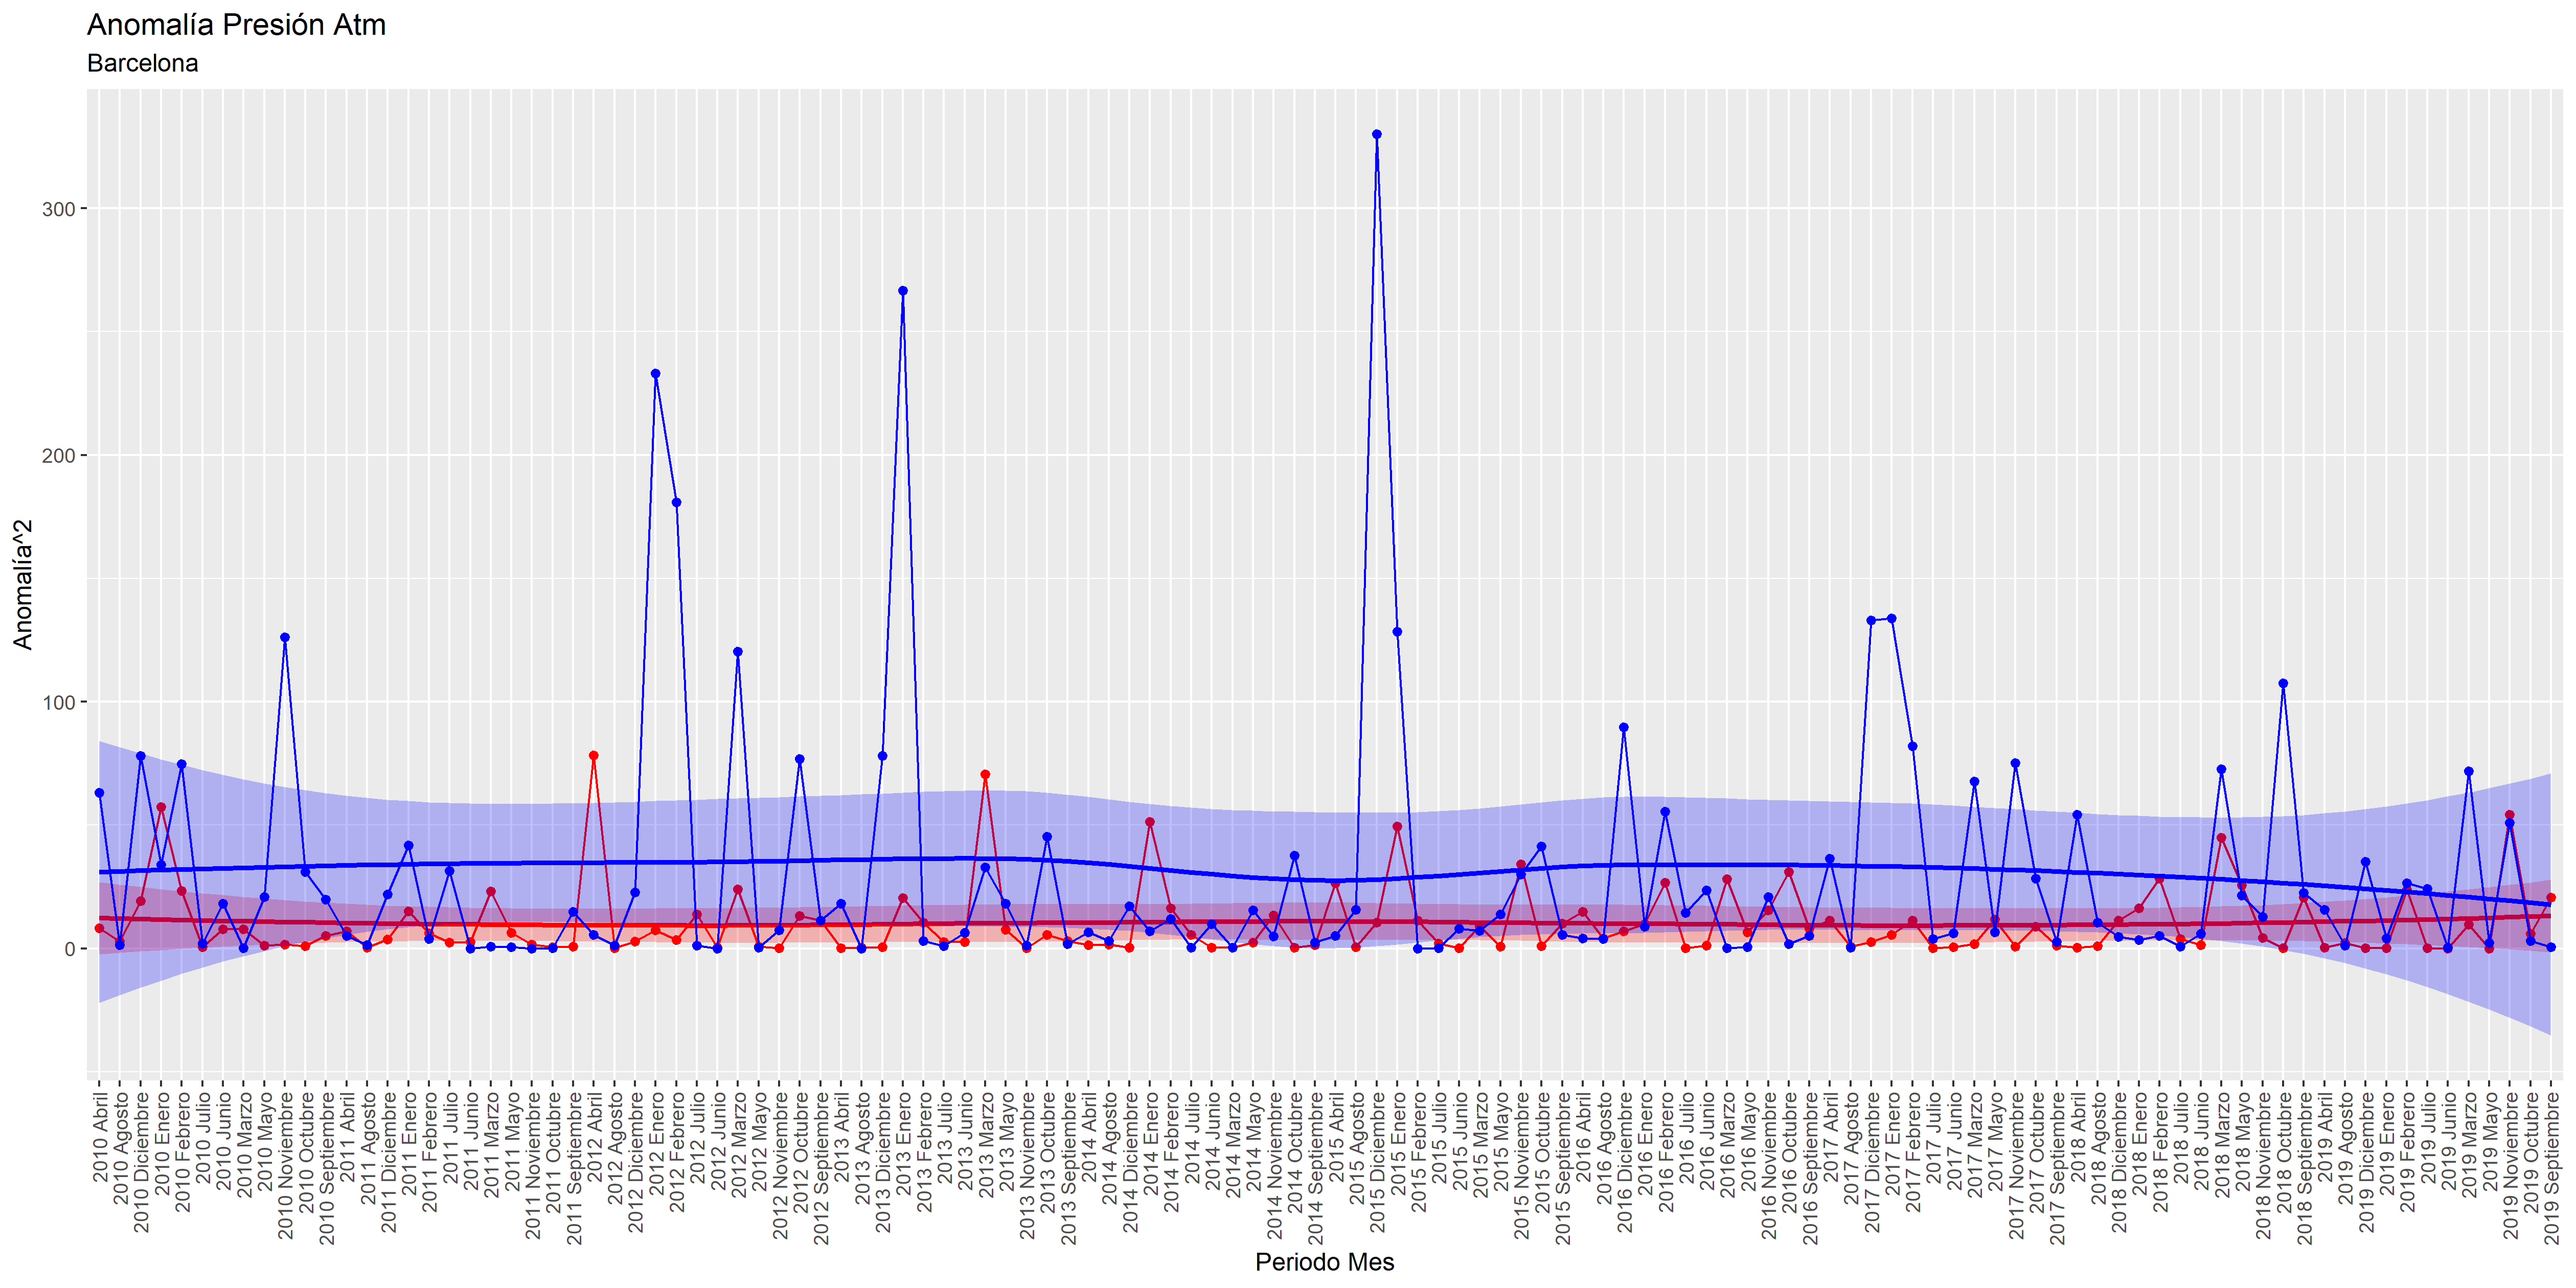 Anomalía Presión Atm
Barcelona
Anomalía^2
300
200
100
0
2010 Abril
2010 Agosto
2010 Diciembre
2010 Enero
2010 Febrero
2010 Julio
2010 Junio
2010 Marzo
2010 Mayo
2010 Noviembre
2010 Octubre
2010 Septiembre
2011 Abril
2011 Agosto
2011 Diciembre
2011 Enero
2011 Febrero
2011 Julio
2011 Junio
2011 Marzo
2011 Mayo
2011 Noviembre
2011 Octubre
2011 Septiembre
2012 Abril
2012 Agosto
2012 Diciembre
2012 Enero
2012 Febrero
2012 Julio
2012 Junio
2012 Marzo
2012 Mayo
2012 Noviembre
2012 Octubre
2012 Septiembre
2013 Abril
2013 Agosto
2013 Diciembre
2013 Enero
2013 Febrero
2013 Julio
2013 Junio
2013 Marzo
2013 Mayo
2013 Noviembre
2013 Octubre
2013 Septiembre
2014 Abril
2014 Agosto
2014 Diciembre
2014 Enero
2014 Febrero
2014 Julio
2014 Junio
2014 Marzo
2014 Mayo
2014 Noviembre
2014 Octubre
2014 Septiembre
2015 Abril
2015 Agosto
2015 Diciembre
2015 Enero
2015 Febrero
2015 Julio
2015 Junio
2015 Marzo
2015 Mayo
2015 Noviembre
2015 Octubre
2015 Septiembre
2016 Abril
2016 Agosto
2016 Diciembre
2016 Enero
2016 Febrero
2016 Julio
2016 Junio
2016 Marzo
2016 Mayo
2016 Noviembre
2016 Octubre
2016 Septiembre
2017 Abril
2017 Agosto
2017 Diciembre
2017 Enero
2017 Febrero
2017 Julio
2017 Junio
2017 Marzo
2017 Mayo
2017 Noviembre
2017 Octubre
2017 Septiembre
2018 Abril
2018 Agosto
2018 Diciembre
2018 Enero
2018 Febrero
2018 Julio
2018 Junio
2018 Marzo
2018 Mayo
2018 Noviembre
2018 Octubre
2018 Septiembre
2019 Abril
2019 Agosto
2019 Diciembre
2019 Enero
2019 Febrero
2019 Julio
2019 Junio
2019 Marzo
2019 Mayo
2019 Noviembre
2019 Octubre
2019 Septiembre
Periodo Mes